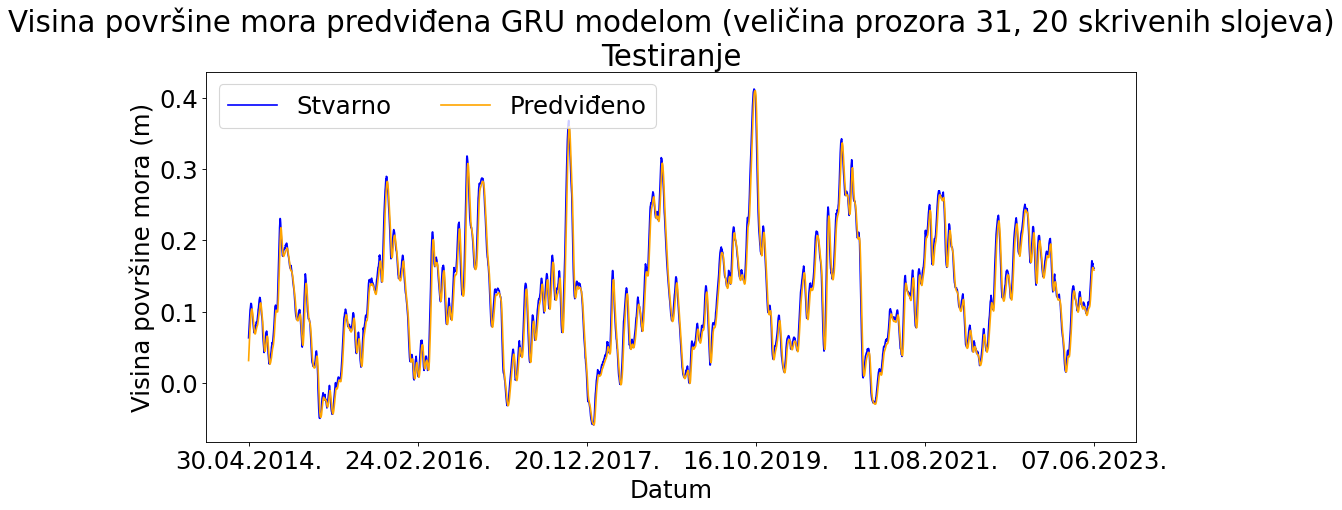 Visina površine mora predviđena GRU modelom (veličina prozora 31, 20 skrivenih slojeva)
Testiranje
Stvarno
Predviđeno
Visina površine mora (m)
0.4
0.3
0.2
0.1
0.0
30.04.2014.
24.02.2016.
20.12.2017.
16.10.2019.
11.08.2021.
07.06.2023.
Datum